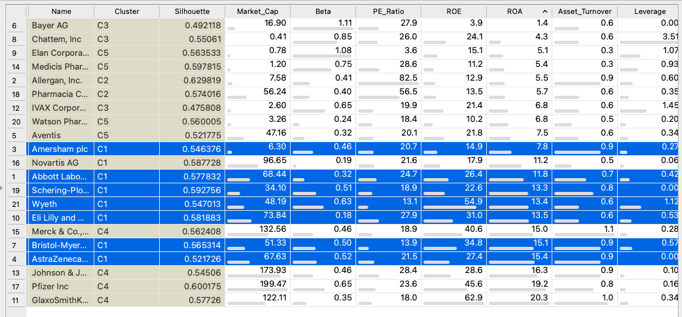 Name Cluster Silhouette Market_Cap Beta PE_Ratio ROE ROA Asset_Turnover Leverage
6 Bayer AG C3 0.492118 16.90 1.11 27.9 3.9 1.4 0.6 0.00
8 Chattem, Inc C3 0.55061 0.41 0.85 26.0 24.1 4.3 0.6 3.51
9 Elan Corpora... C5 0.563533 0.78 1.08 3.6 15.1 5.1 0.3 1.07
14 Medicis Phar... C5 0.597815 1.20 0.75 28.6 11.2 5.4 0.3 0.93
2 Allergan, Inc. C2 0.629819 7.58 0.41 82.5 12.9 5.5 0.9 0.60
18 Pharmacia C... C2 0.574016 56.24 0.40 56.5 13.5 5.7 0.6 0.35
12 IVAX Corpor... C3 0.475808 2.60 0.65 19.9 21.4 6.8 0.6 1.45
20 Watson Phar... C5 0.560005 3.26 0.24 18.4 10.2 6.8 0.5 0.20
5 Aventis C5 0.521775 47.16 0.32 20.1 21.8 7.5 0.6 0.34
3 Amersham plc C1 0.546376 6.30 0.46 20.7 14.9 7.8 0.9 0.27
16 Novartis AG C1 0.587728 96.65 0.19 21.6 17.9 11.2 0.5 0.06
1 Abbott Labo... C1 0.577832 68.44 0.32 24.7 26.4 11.8 0.7 0.42
19 Schering-Plo... C1 0.592756 34.10 0.51 18.9 22.6 13.3 0.8 0.00
21 Wyeth C1 0.547013 48.19 0.63 13.1 54.9 13.4 0.6 1.12
10 Eli Lilly and ... C1 0.581883 73.84 0.18 27.9 31.0 13.5 0.6 0.53
15 Merck & Co.,... C4 0.562408 132.56 0.46 18.9 40.6 15.0 1.1 0.28
7 Bristol-Myer... C1 0.565314 51.33 0.50 13.9 34.8 15.1 0.9 0.57
4 AstraZeneca... C1 0.521726 67.63 0.52 21.5 27.4 15.4 0.9 0.00
13 Johnson & J... C4 0.54506 173.93 0.46 28.4 28.6 16.3 0.9 0.10
17 Pfizer Inc C4 0.600175 199.47 0.65 23.6 45.6 19.2 0.8 0.16
11 GlaxoSmithK... C4 0.57726 122.11 0.35 18.0 62.9 20.3 1.0 0.34